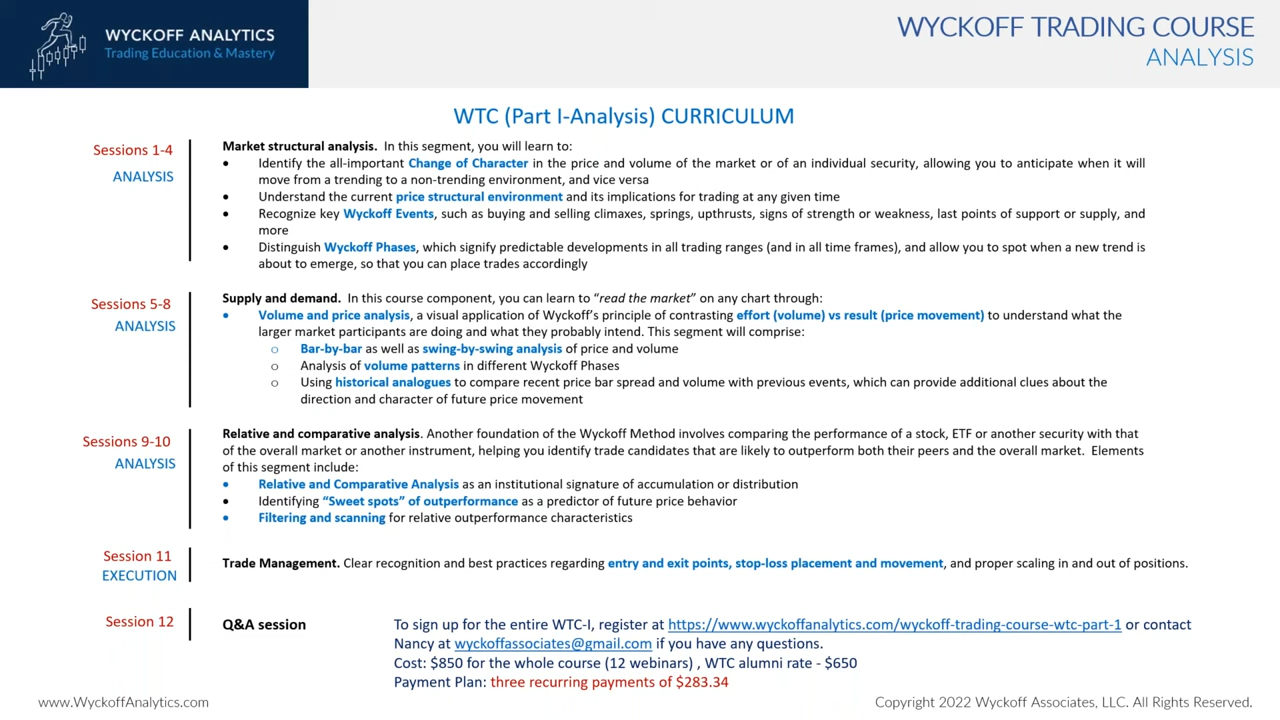 WYCKOFF ANALYTICS
Trading Education & Mastery
WYCKOFF TRADING COURSE
ANALYSIS
WTC (Part I-Analysis) CURRICULUM
Sessions 1-4
ANALYSIS
Market structural analysis. In this segment, you will learn to:
• Identify the all-important Change of Character in the price and volume of the market or of an individual security, allowing you to anticipate when it will
move from a trending to a non-trending environment, and vice versa
• Understand the current price structural environment and its implications for trading at any given time
• Recognize key Wyckoff Events, such as buying and selling climaxes, springs, upthrusts, signs of strength or weakness, last points of support or supply, and
more
• Distinguish Wyckoff Phases, which signify predictable developments in all trading ranges (and in all time frames), and allow you to spot when a new trend is
about to emerge, so that you can place trades accordingly
Sessions 5-8
ANALYSIS
Supply and demand. In this course component, you can learn to “read the market” on any chart through:
• Volume and price analysis, a visual application of Wyckoff’s principle of contrasting effort (volume) vs result (price movement) to understand what the
larger market participants are doing and what they probably intend. This segment will comprise:
o Bar-by-bar as well as swing-by-swing analysis of price and volume
o Analysis of volume patterns in different Wyckoff Phases
o Using historical analogues to compare recent price bar spread and volume with previous events, which can provide additional clues about the
direction and character of future price movement
Sessions 9-10
ANALYSIS
Relative and comparative analysis. Another foundation of the Wyckoff Method involves comparing the performance of a stock, ETF or another security with that
of the overall market or another instrument, helping you identify trade candidates that are likely to outperform both their peers and the overall market. Elements
of this segment include:
• Relative and Comparative Analysis as an institutional signature of accumulation or distribution
• Identifying “Sweet spots” of outperformance as a predictor of future price behavior
• Filtering and scanning for relative outperformance characteristics
Session 11
EXECUTION
Trade Management. Clear recognition and best practices regarding entry and exit points, stop-loss placement and movement, and proper scaling in and out of positions.
Session 12
Q&A session
To sign up for the entire WTC-I, register at https://www.wyckoffanalytics.com/wyckoff-trading-course-wtc-part-1 or contact
Nancy at wyckoffassociates@gmail.com if you have any questions.
Cost: $850 for the whole course (12 webinars) , WTC alumni rate - $650
Payment Plan: three recurring payments of $283.34
www.WyckoffAnalytics.com
Copyright 2022 Wyckoff Associates, LLC. All Rights Reserved.